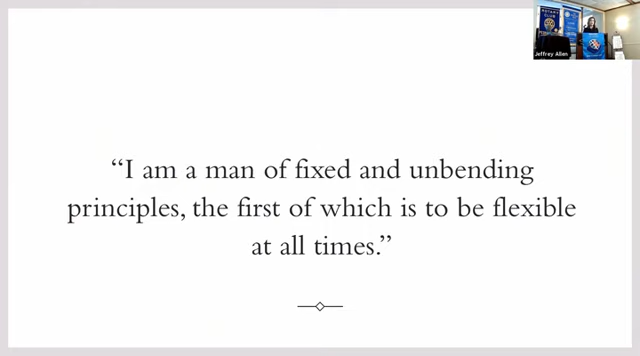 “I am a man of fixed and unbending
principles, the first of which is to be flexible
at all times.”
Jeffrey Allen
ROTARY